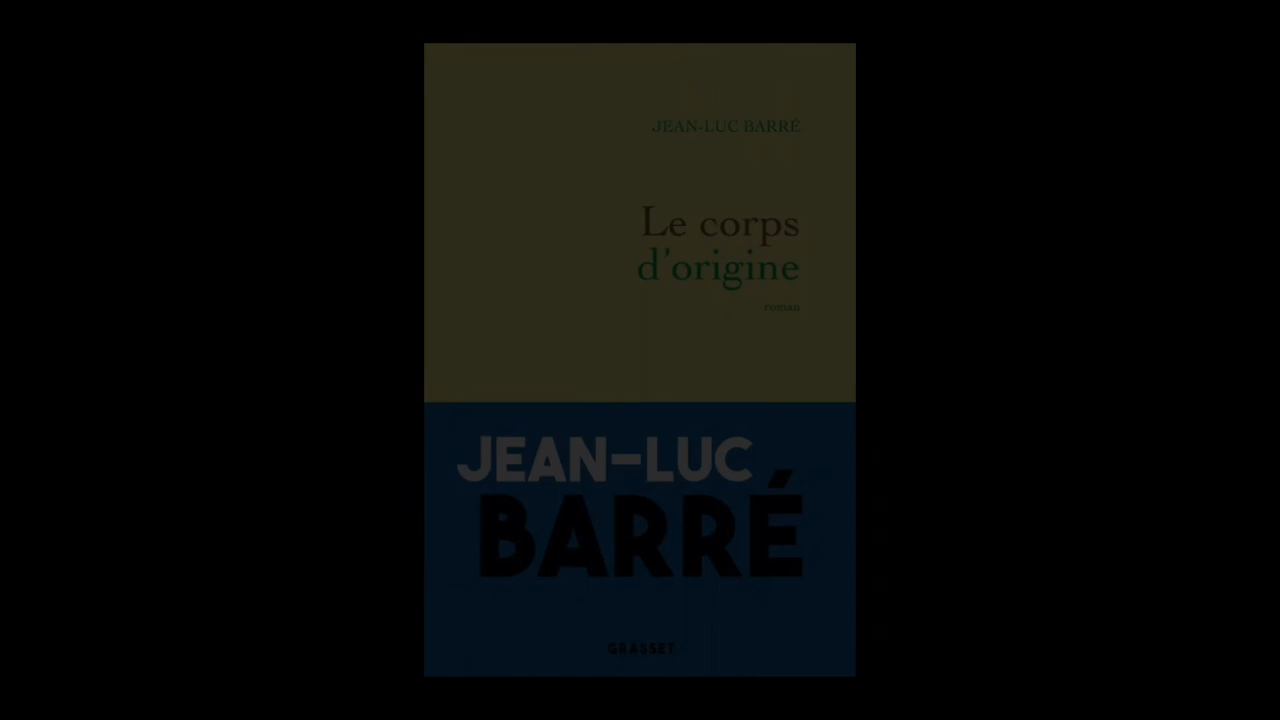 JEAN-LUC BARRÉ
Le corps
d'origine
roman
JEAN-LUC
BARRÉ
GRASSET